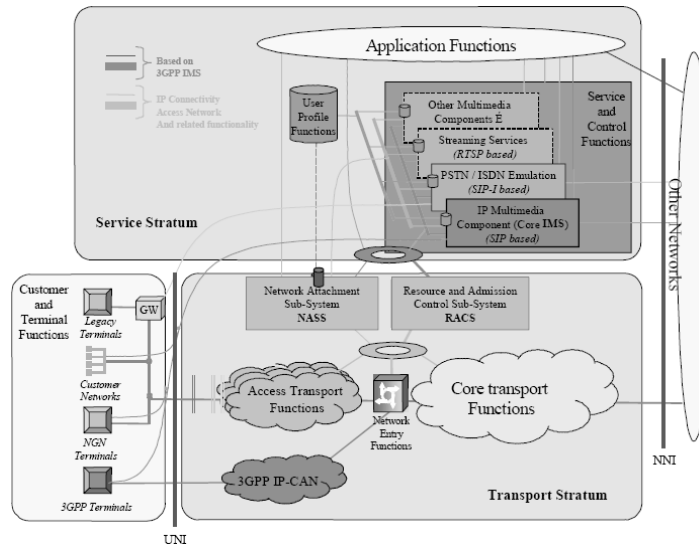 Application Functions
Based on
3GPP IMS
IP Connectivity
Access Network
And related functionality
User
Profile
Functions
Other Multimedia
Components É
Streaming Services
(RTSP based)
PSTN / ISDN Emulation
(SIP-I based)
IP Multimedia
Component (Core IMS)
(SIP based)
Service
and
Control
Functions
Service Stratum
Other Networks
Customer and
Terminal
Functions
GW
Legacy
Terminals
Customer
Networks
NGN
Terminals
3GPP Terminals
UNI
Network Attachment
Sub-System
NASS
Resource and Admission
Control Sub-System
RACS
Access Transport
Functions
Network
Entry
Functions
Core transport
Functions
3GPP IP-CAN
Transport Stratum
NNI